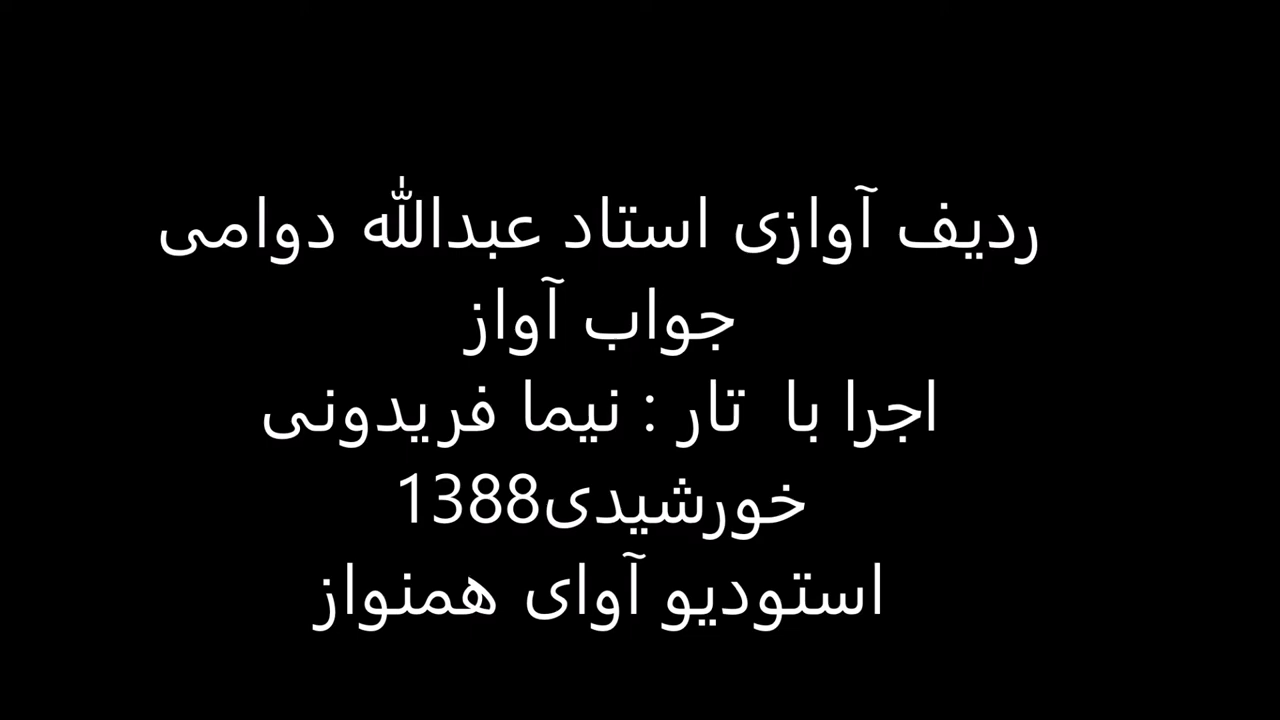 ردیف آوازی استاد عبدالله دوامی
جواب آواز
اجرا با  تار : نیما فریدونی
خورشیدی1388
استودیو آوای همنواز